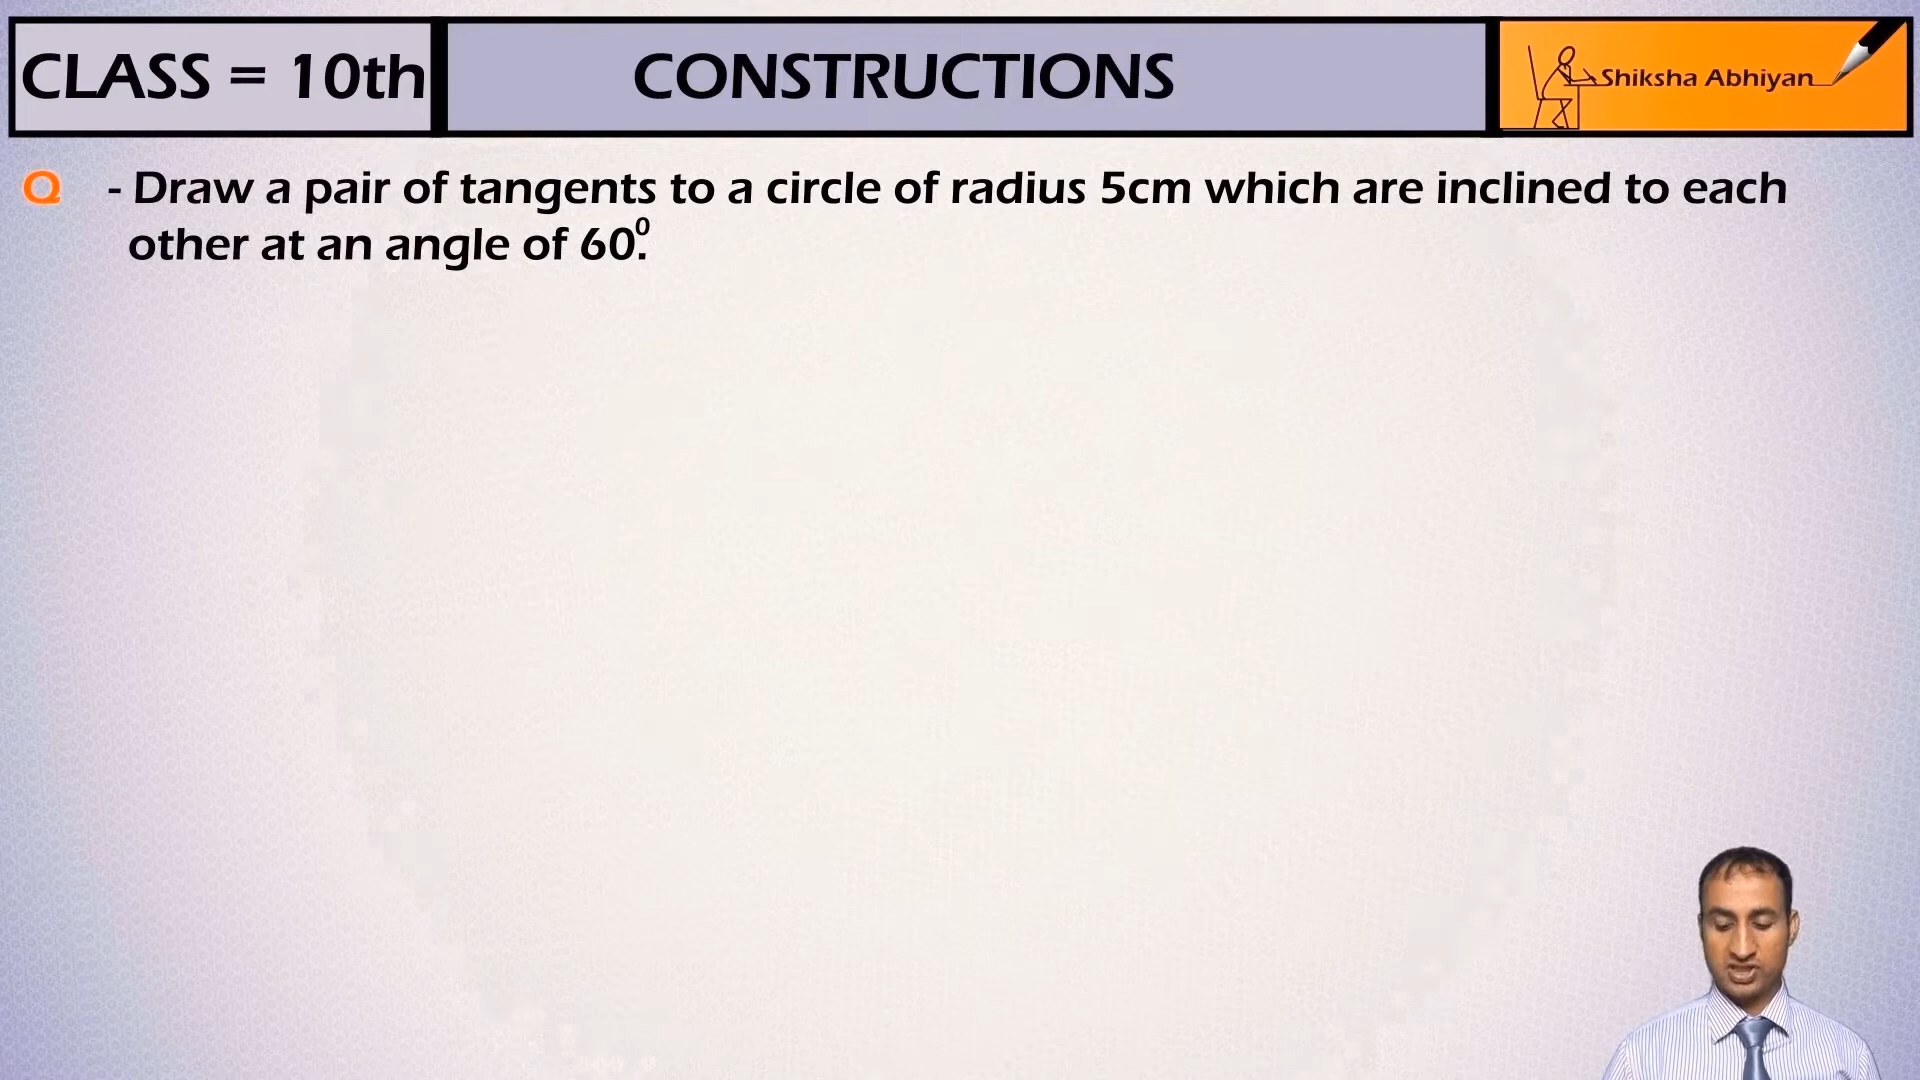 CLASS = 10th
CONSTRUCTIONS
Shiksha Abhiyan
Q - Draw a pair of tangents to a circle of radius 5cm which are inclined to each
other at an angle of 60⁰.